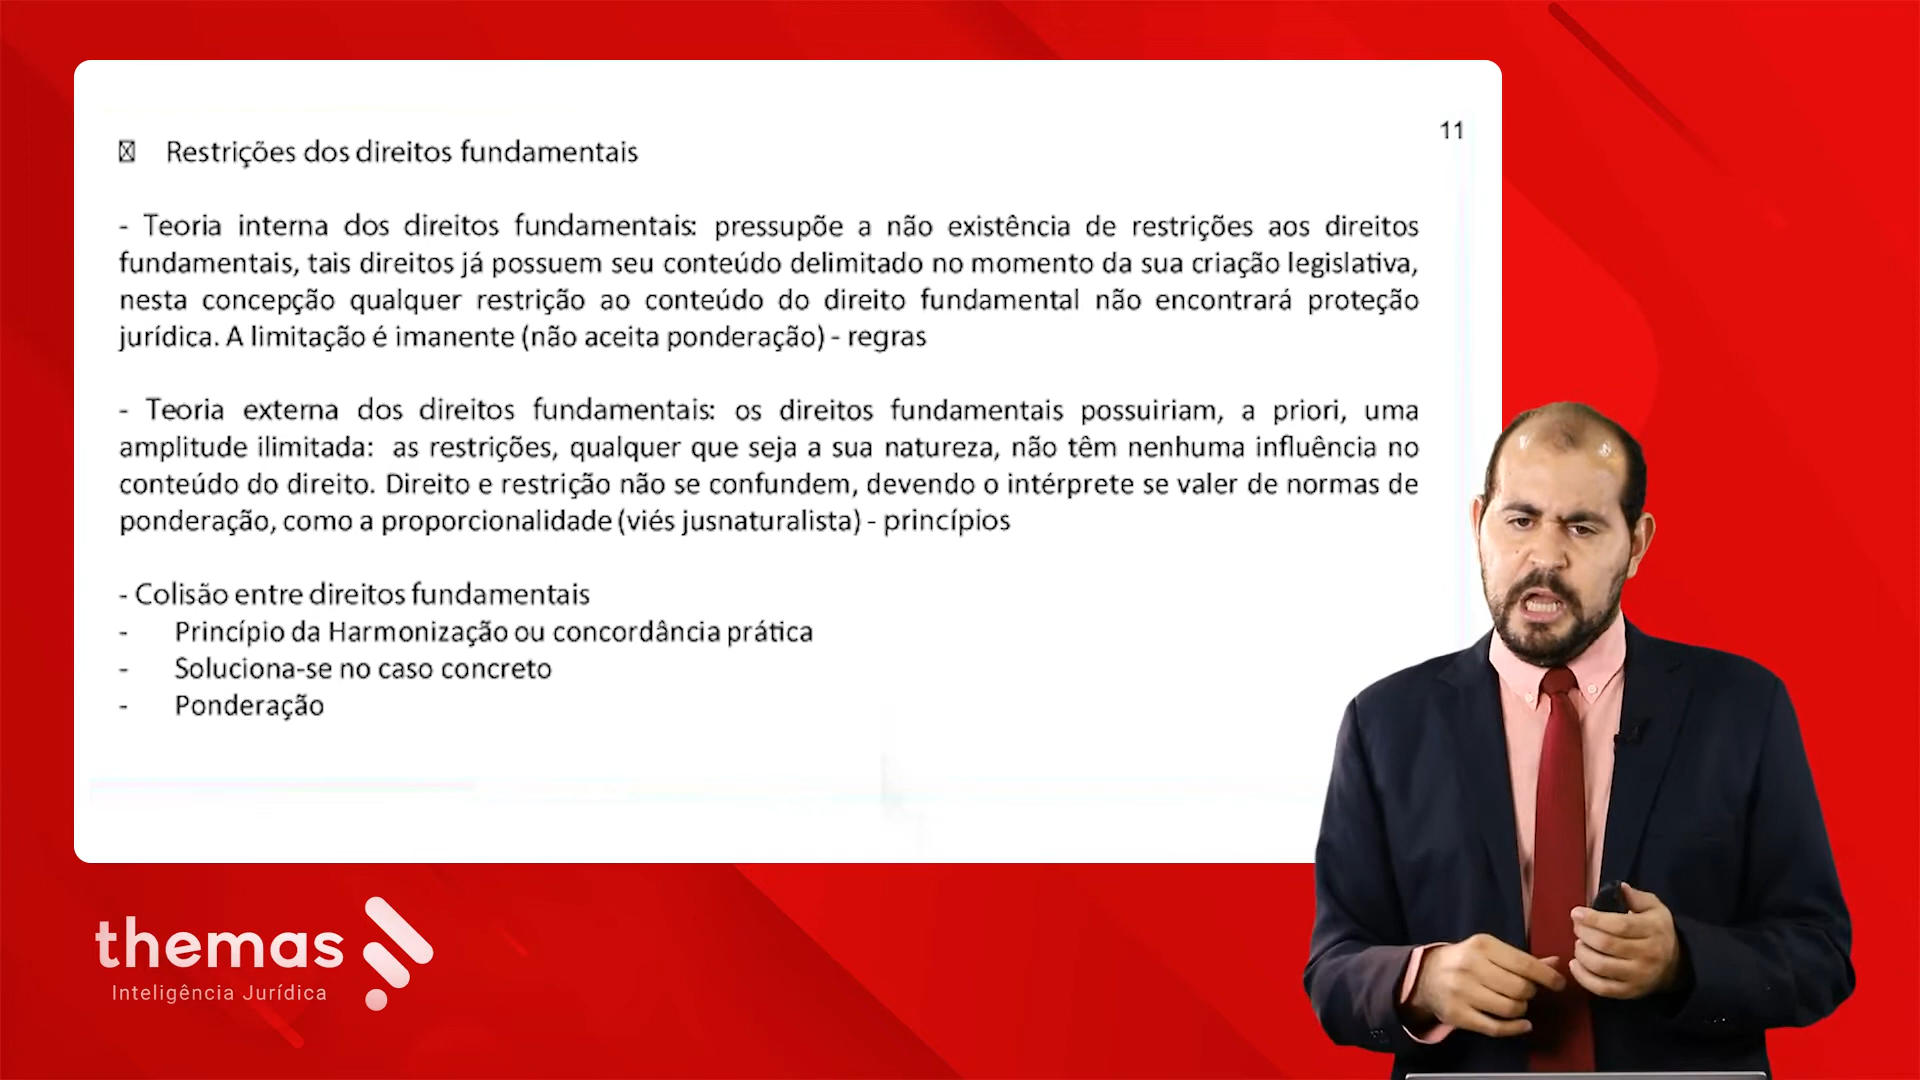 11
Restrições dos direitos fundamentais
- Teoria interna dos direitos fundamentais: pressupõe a não existência de restrições aos direitos
fundamentais, tais direitos já possuem seu conteúdo delimitado no momento da sua criação legislativa,
nesta concepção qualquer restrição ao conteúdo do direito fundamental não encontrará proteção
jurídica. A limitação é imanente (não aceita ponderação) - regras
- Teoria externa dos direitos fundamentais: os direitos fundamentais possuiriam, a priori, uma
amplitude ilimitada: as restrições, qualquer que seja a sua natureza, não têm nenhuma influência no
conteúdo do direito. Direito e restrição não se confundem, devendo o intérprete se valer de normas de
ponderação, como a proporcionalidade (viés jusnaturalista) - princípios
- Colisão entre direitos fundamentais
- Princípio da Harmonização ou concordância prática
- Soluciona-se no caso concreto
- Ponderação
themas
Inteligência Jurídica